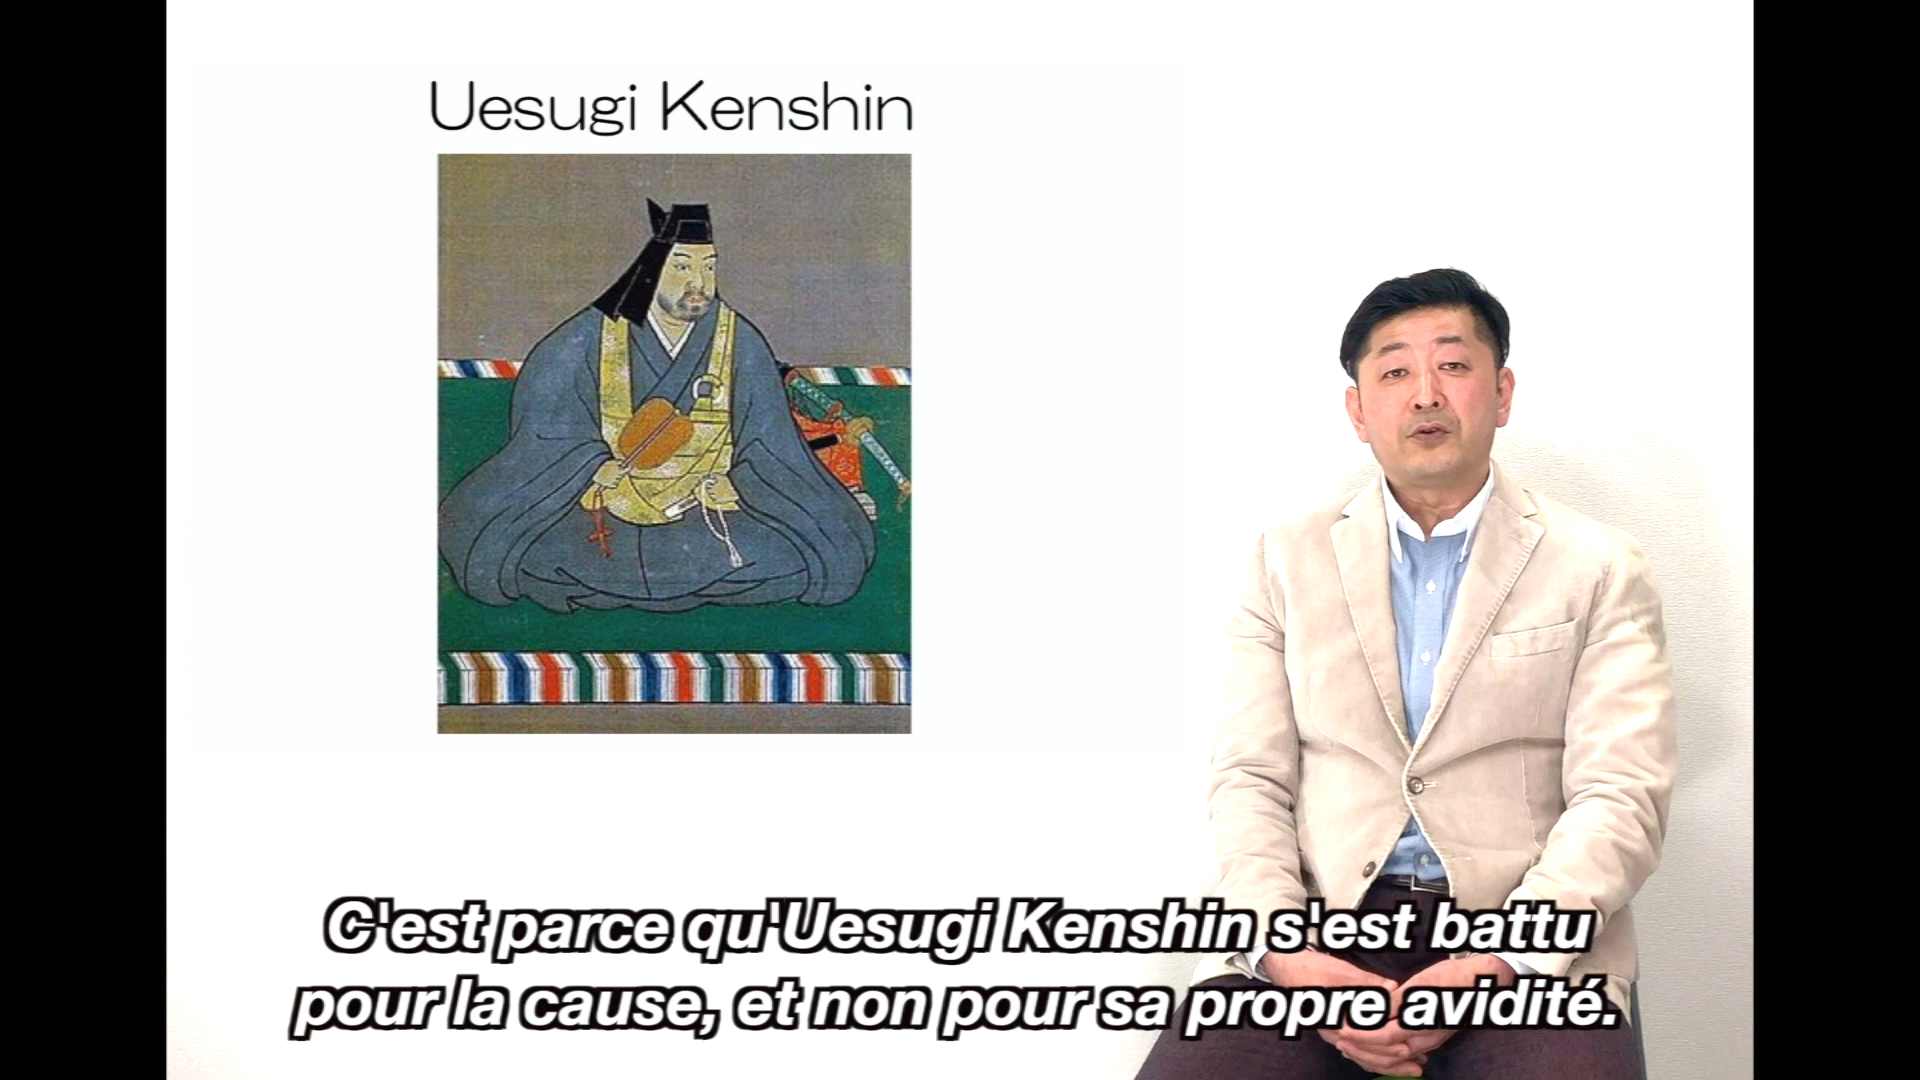 Uesugi Kenshin
C'est parce qu'Uesugi Kenshin s'est battu
pour la cause, et non pour sa propre avidité.